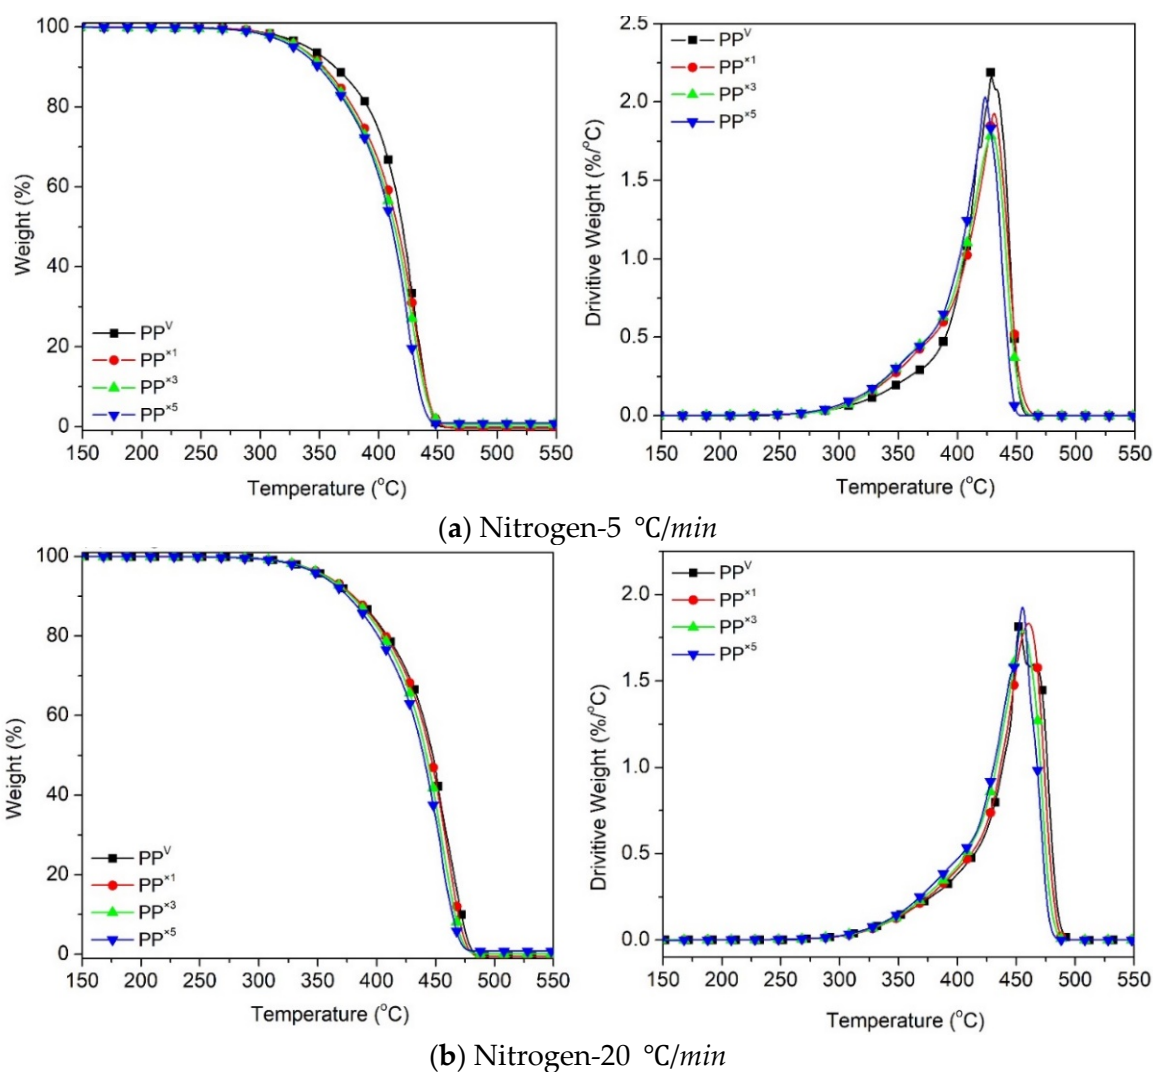 100
80
60
40
20
0
Weight (%)
PPV
PP×1
PP×3
PP×5
150 200 250 300 350 400 450 500 550
Temperature (oC)
2.5
2.0
1.5
1.0
0.5
0.0
Drivitive Weight (%/oC)
PPV
PP×1
PP×3
PP×5
150 200 250 300 350 400 450 500 550
Temperature (oC)
(a) Nitrogen-5 °C/min
100
80
60
40
20
0
Weight (%)
PPV
PP×1
PP×3
PP×5
150 200 250 300 350 400 450 500 550
Temperature (oC)
2.0
1.5
1.0
0.5
0.0
Drivitive Weight (%/oC)
PPV
PP×1
PP×3
PP×5
150 200 250 300 350 400 450 500 550
Temperature (oC)
(b) Nitrogen-20 °C/min